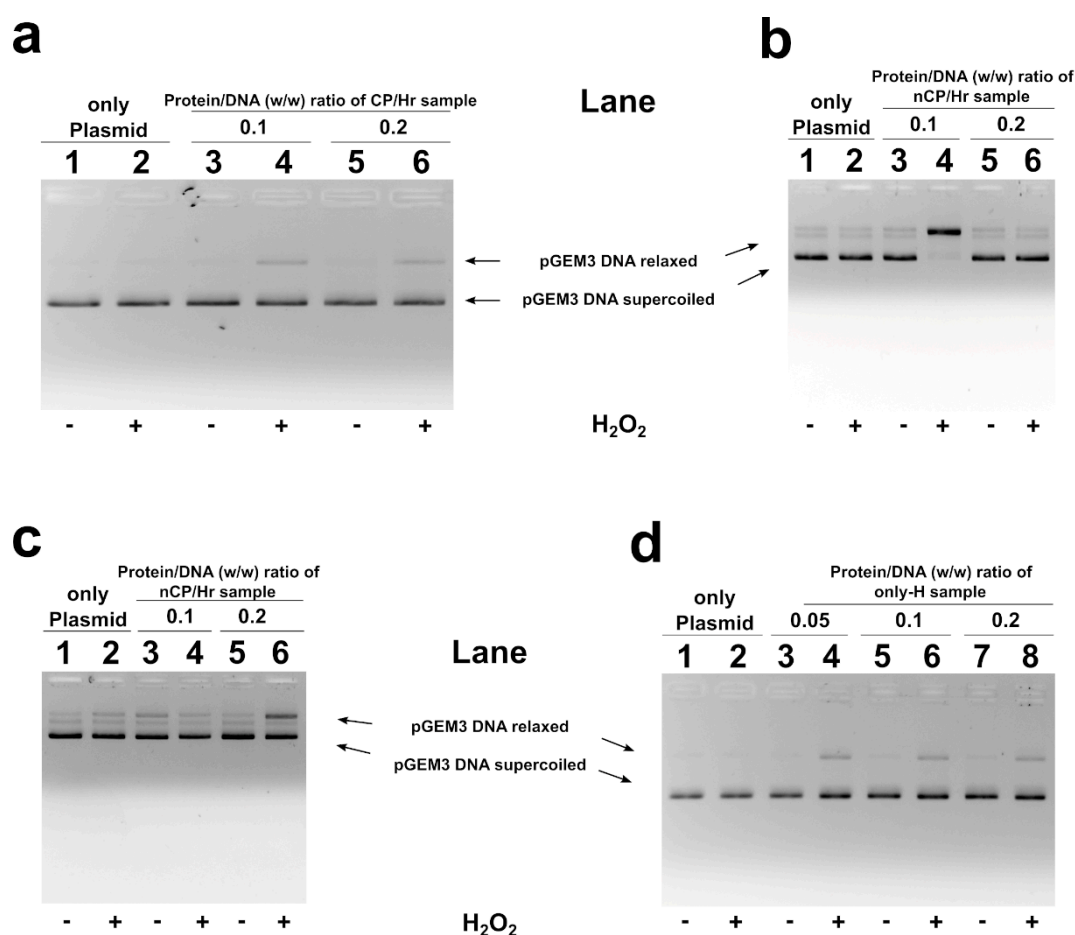 a
only
Plasmid
Protein/DNA (w/w) ratio of CP/Hr sample
0.1 0.2
1 2 3 4 5 6
- + - + - +
Lane
pGEM3 DNA relaxed
pGEM3 DNA supercoiled
H₂O₂
b
only
Plasmid
Protein/DNA (w/w) ratio of
nCP/Hr sample
0.1 0.2
1 2 3 4 5 6
- + - + - +
c
only
Plasmid
Protein/DNA (w/w) ratio of
nCP/Hr sample
0.1 0.2
1 2 3 4 5 6
- + - + - +
Lane
pGEM3 DNA relaxed
pGEM3 DNA supercoiled
H₂O₂
d
only
Plasmid
Protein/DNA (w/w) ratio of
only-H sample
0.05 0.1 0.2
1 2 3 4 5 6 7 8
- + - + - + - +